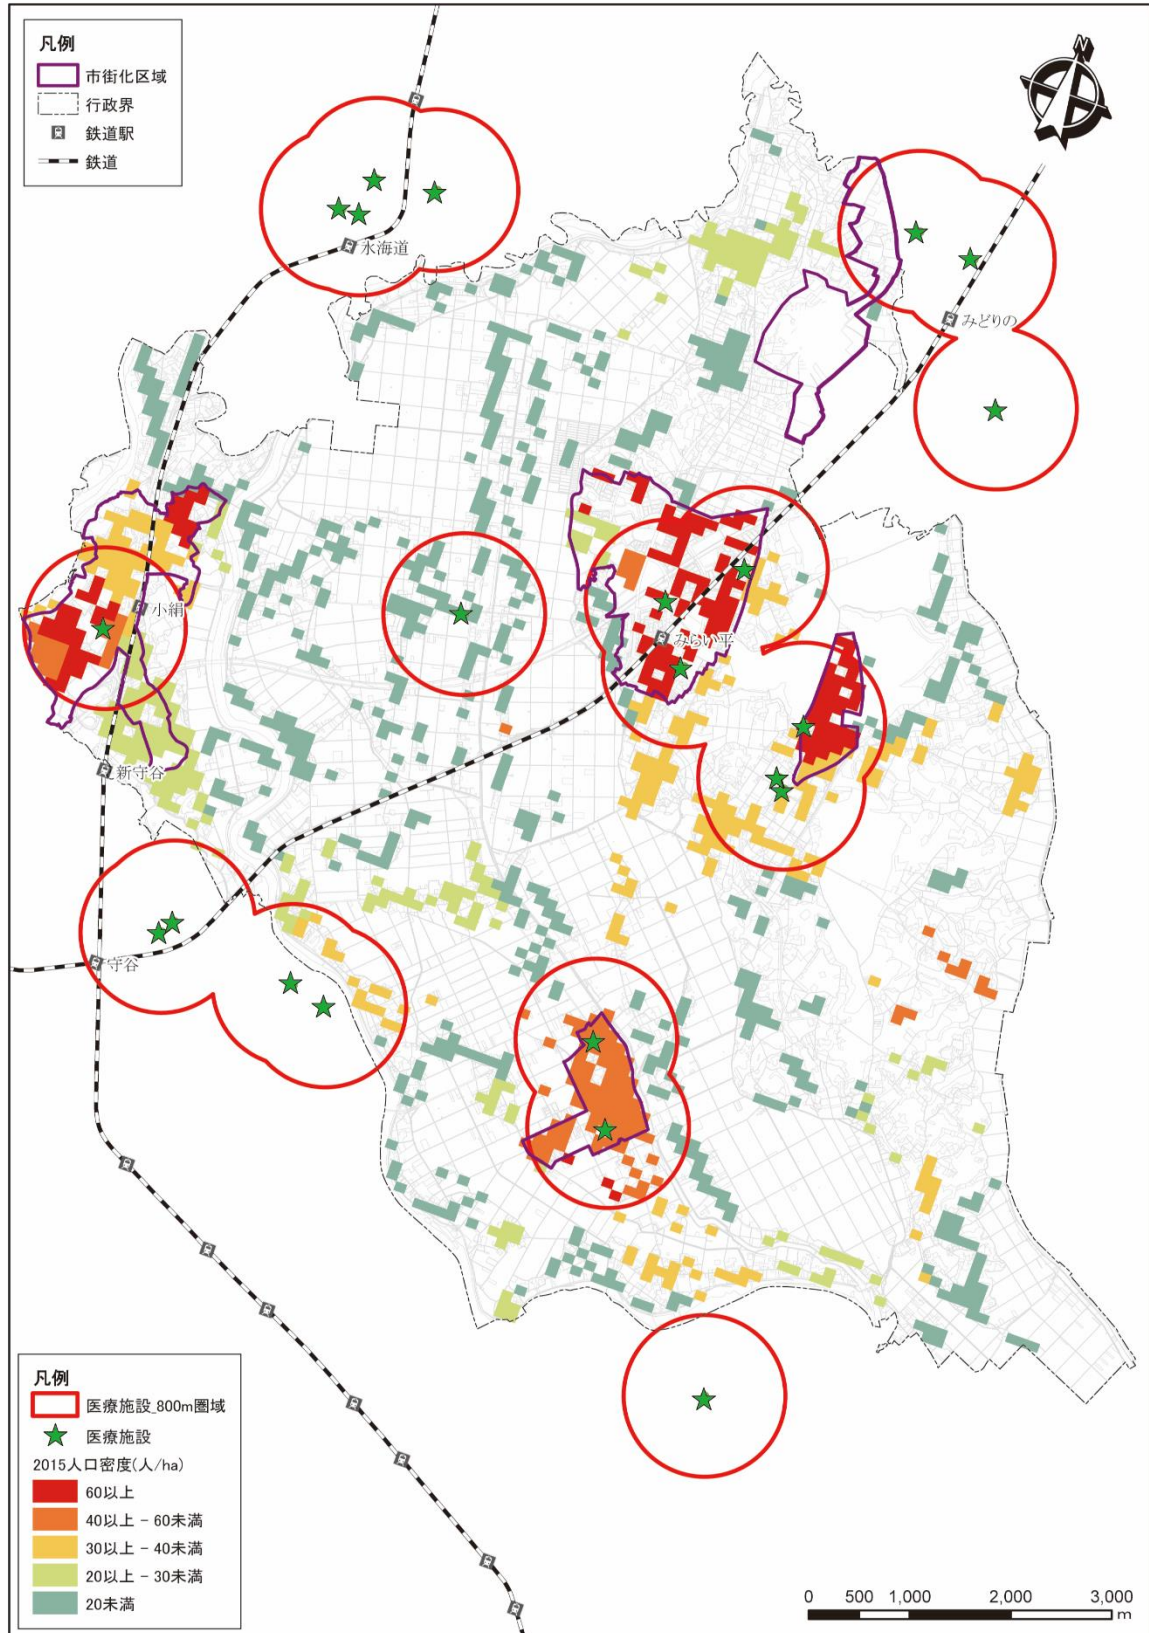 凡例
市街化区域
行政界
鉄道駅
鉄道
N
水海道
みどりの
小絹
みらい平
新守谷
守谷
凡例
医療施設_800m圏域
医療施設
2015人口密度(人/ha)
60以上
40以上 - 60未満
30以上 - 40未満
20以上 - 30未満
20未満
0 500 1,000 2,000 3,000
m